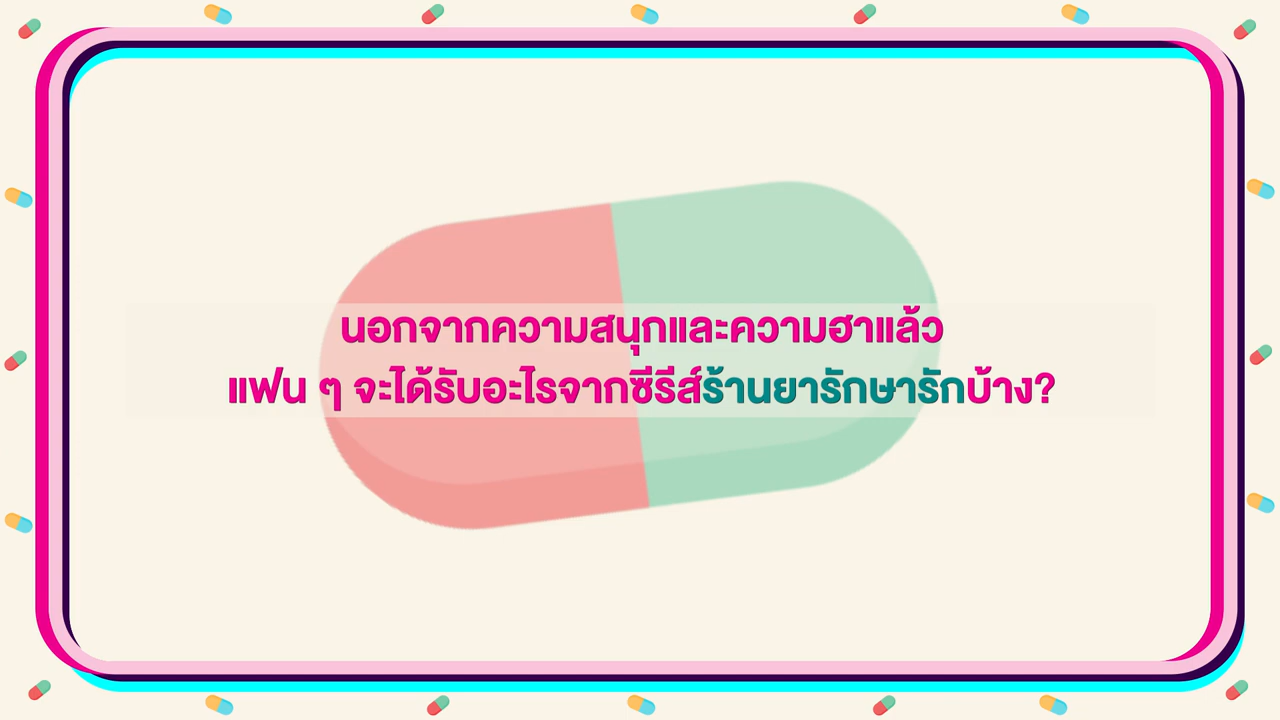 นอกจากความสนุกและความฮาแล้ว
แฟน ๆ จะได้รับอะไรจากซีรีส์ร้านยารักษารักบ้าง?